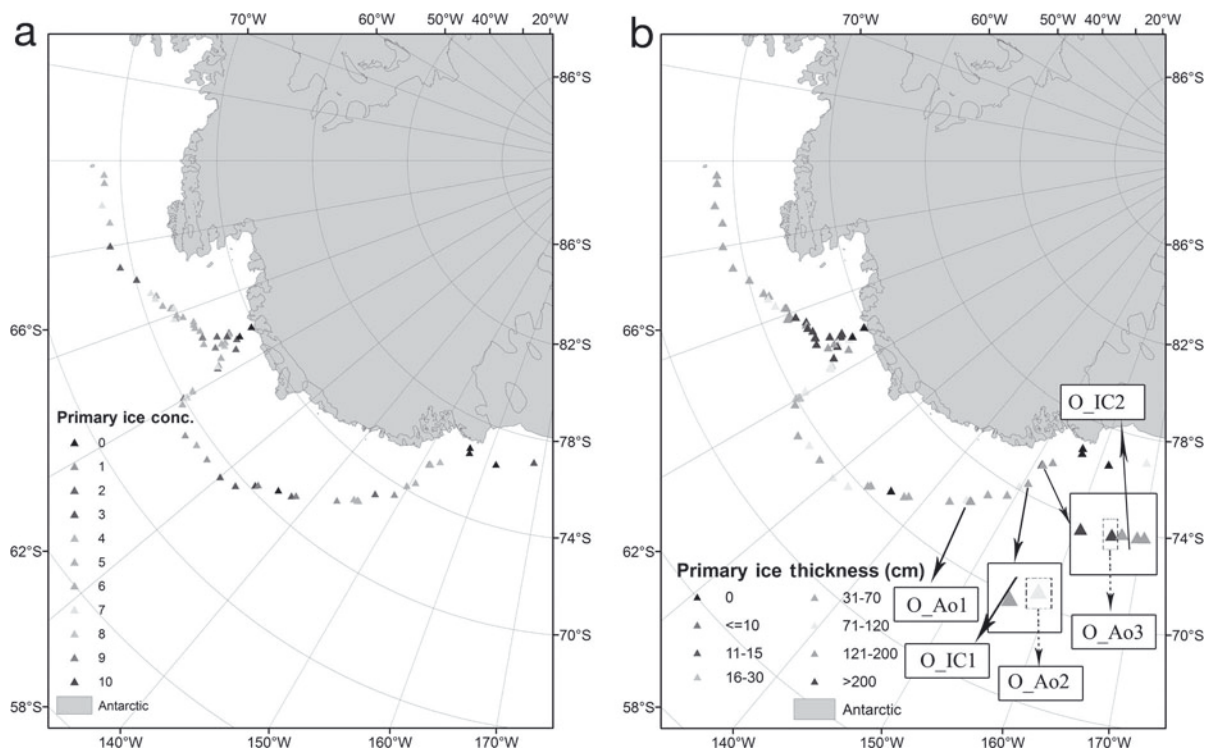 a
70°W 60°W 50°W 40°W 20°W
86°S
86°S
82°S
78°S
74°S
70°S
66°S
62°S
58°S
Primary ice conc.
0
1
2
3
4
5
6
7
8
9
10
Antarctic
140°W 150°W 160°W 170°W
b
70°W 60°W 50°W 40°W 20°W
86°S
86°S
82°S
78°S
74°S
70°S
66°S
62°S
58°S
O_IC2
O_Ao1
O_IC1
O_Ao2
O_Ao3
Primary ice thickness (cm)
0
<=10
11-15
16-30
31-70
71-120
121-200
>200
Antarctic
140°W 150°W 160°W 170°W